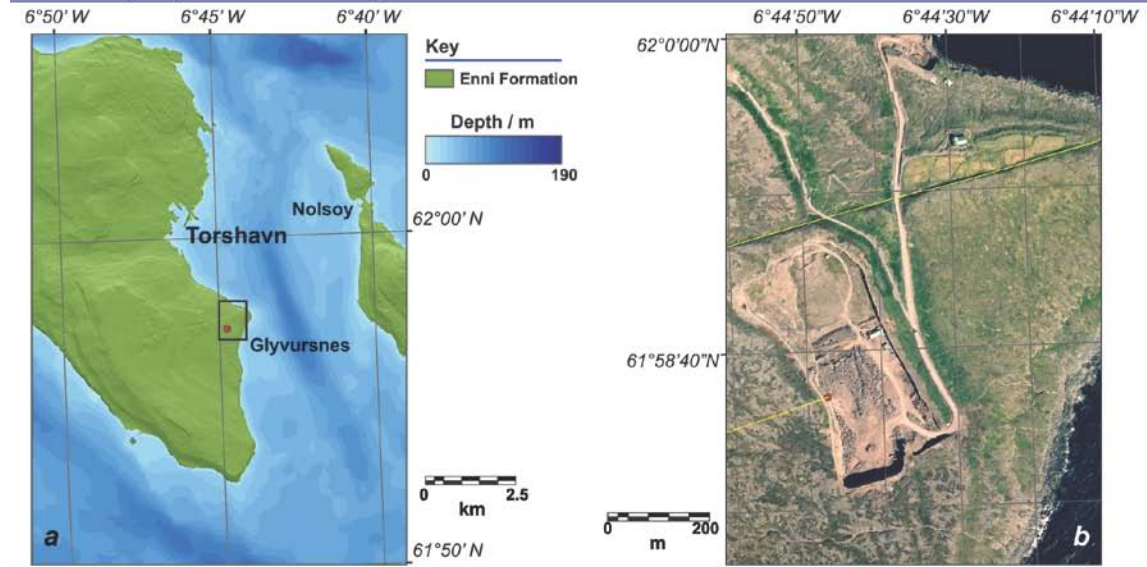 6°50' W
6°45' W
6°40' W
Key
Enni Formation
Depth / m
0
190
Nolsoy
62°00' N
Torshavn
Glyvursnes
0
2.5
km
a
61°50' N
6°44'50"W
6°44'30"W
6°44'10"W
62°0'00"N
61°58'40"N
0
200
m
b